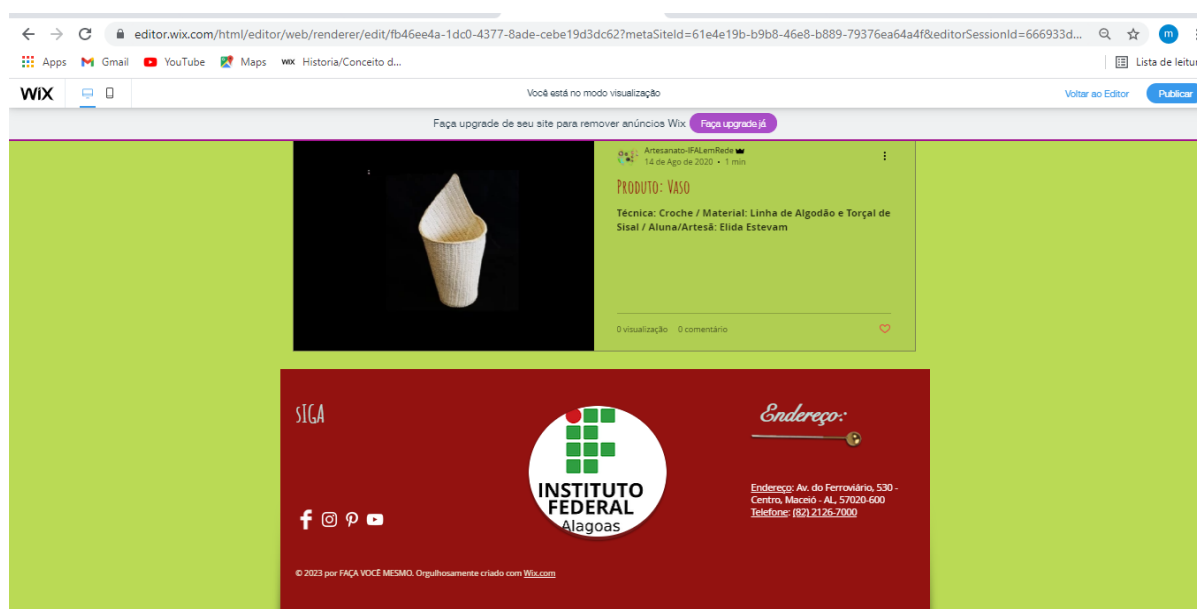 editor.wix.com/html/editor/web/renderer/edit/fb46ee4a-1dc0-4377-8ade-cebe19d3dc62?metaSiteId=61e4e19b-b9b8-46e8-b889-79376ea64a4f&editorSessionId=666933d...
m
Apps Gmail YouTube Maps WIX Historia/Conceito d... Lista de leitur
WiX Você está no modo visualização Voltar ao Editor Publicar
Faça upgrade de seu site para remover anúncios Wix Faça upgrade já
Artesanato-IFALemRede
14 de Ago de 2020 • 1 min
Produto: Vaso
Técnica: Croche / Material: Linha de Algodão e Torçal de
Sisal / Aluna/Artesã: Elida Estevam
0 visualização 0 comentário
sIGA
INSTITUTO
FEDERAL
Alagoas
Endereço:
Endereço: Av. do Ferroviário, 530 -
Centro, Maceió - AL, 57020-600
Telefone: (82) 2126-7000
© 2023 por FAÇA VOCÊ MESMO. Orgulhosamente criado com Wix.com